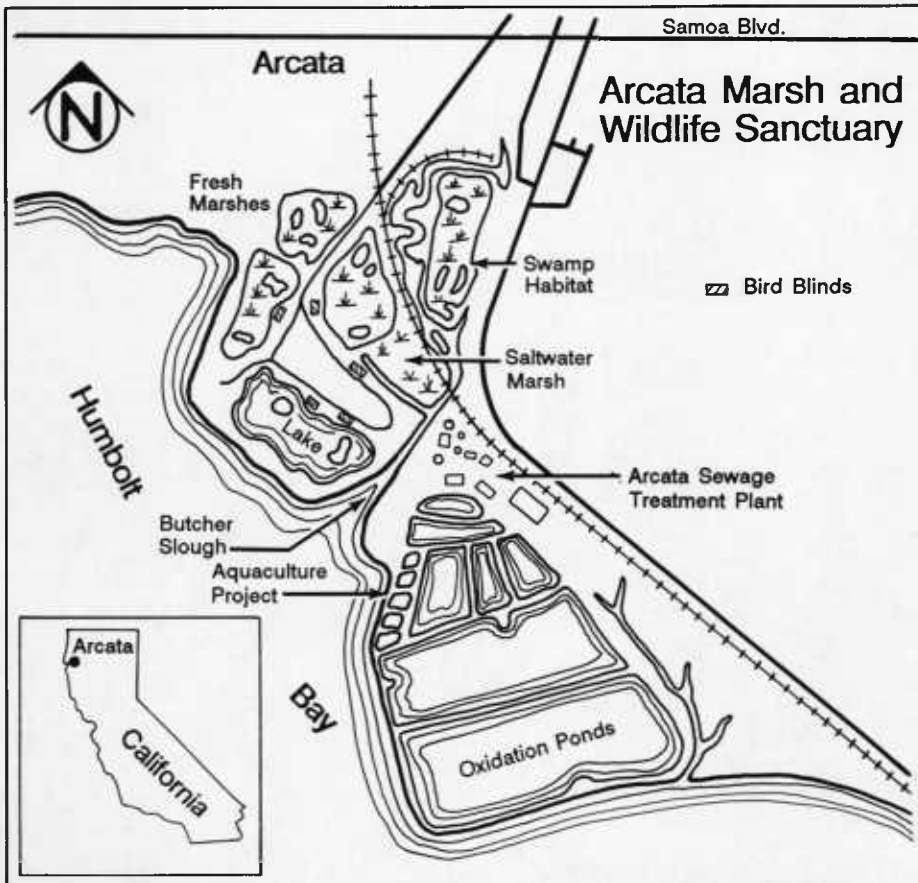 Samoa Blvd.
Arcata
Arcata Marsh and
Wildlife Sanctuary
N
Fresh
Marshes
Swamp
Habitat
Bird Blinds
Saltwater
Marsh
Humbolt
Lake
Arcata Sewage
Treatment Plant
Butcher
Slough
Aquaculture
Project
Arcata
Bay
California
Oxidation Ponds